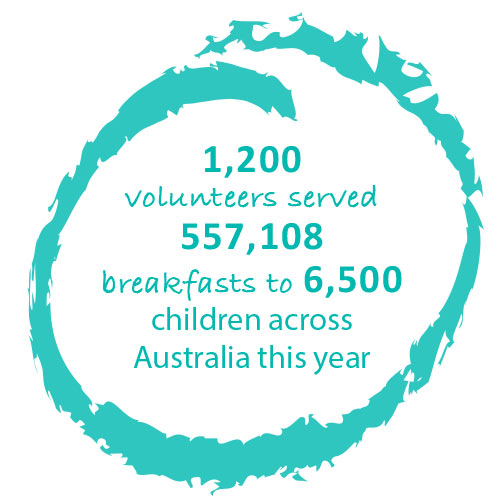 1,200
volunteers served
557,108
breakfasts to 6,500
children across
Australia this year